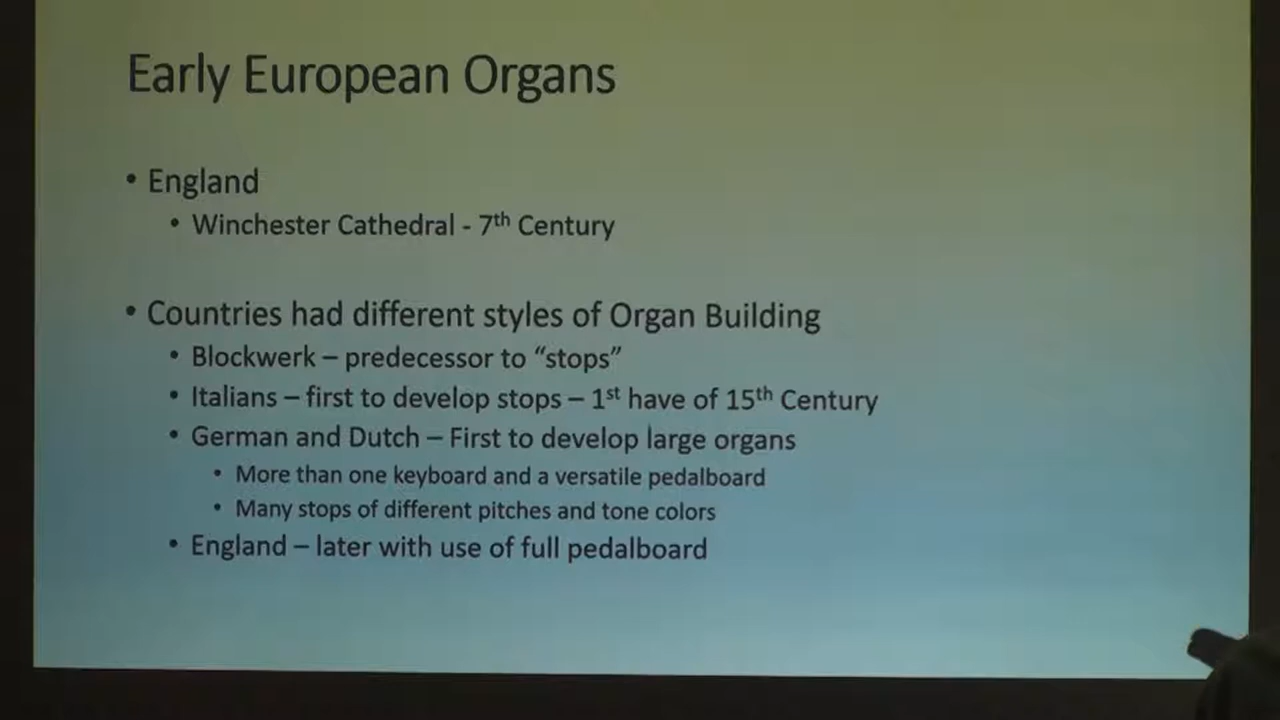 Early European Organs
• England
• Winchester Cathedral - 7th Century
• Countries had different styles of Organ Building
• Blockwerk – predecessor to “stops”
• Italians – first to develop stops – 1st have of 15th Century
• German and Dutch – First to develop large organs
• More than one keyboard and a versatile pedalboard
• Many stops of different pitches and tone colors
• England – later with use of full pedalboard